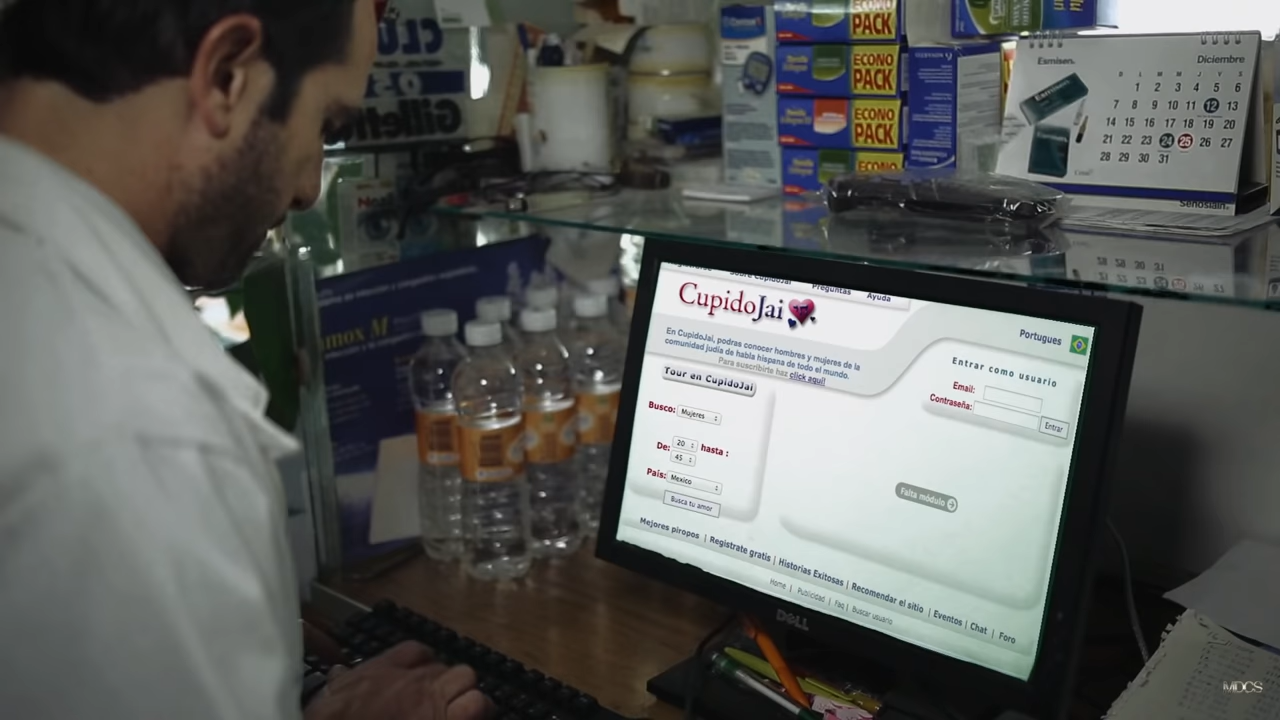 Gillette
ECONO
PACK
ECONO
PACK
ECONO
PACK
ECONO
Esmisen.
Diciembre
D L M M J V S
1 2 3 4 5 6
7 8 9 10 11 12 13
14 15 16 17 18 19 20
21 22 23 24 25 26 27
28 29 30 31
Senosiain.
Preguntas
Ayuda
CupidoJai
Portugues
En CupidoJai, podras conocer hombres y mujeres de la
comunidad judia de habla hispana de todo el mundo.
Para suscribirte haz click aqui!
Tour en CupidoJai
Entrar como usuario
Email:
Contraseña:
Entrar
Busco: Mujeres
De: 20 hasta :
45
País: Mexico
Busca tu amor
Falta módulo
Mejores piropos | Registrate gratis | Historias Exitosas | Recomendar el sitio | Eventos | Chat | Foro
Home | Publicidad | Faq | Buscar usuario
DELL
MDCS